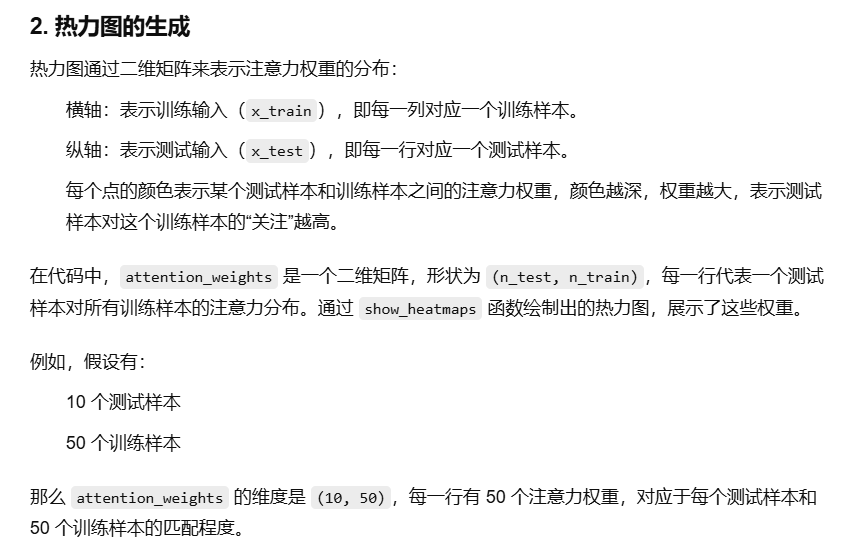 2. 热力图的生成
热力图通过二维矩阵来表示注意力权重的分布：
横轴：表示训练输入（x_train），即每一列对应一个训练样本。
纵轴：表示测试输入（x_test），即每一行对应一个测试样本。
每个点的颜色表示某个测试样本和训练样本之间的注意力权重，颜色越深，权重越大，表示测试
样本对这个训练样本的“关注”越高。
在代码中，attention_weights 是一个二维矩阵，形状为 (n_test, n_train)，每一行代表一个测试
样本对所有训练样本的注意力分布。通过 show_heatmaps 函数绘制出的热力图，展示了这些权重。
例如，假设有：
10 个测试样本
50 个训练样本
那么 attention_weights 的维度是 (10, 50)，每一行有 50 个注意力权重，对应于每个测试样本和
50 个训练样本的匹配程度。